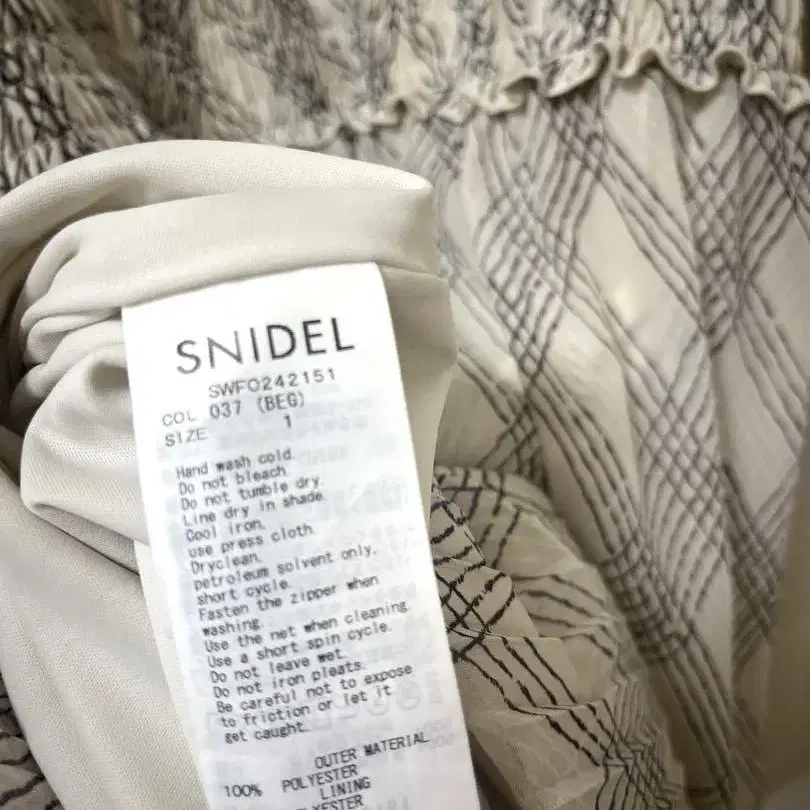 SNIDEL
SWFO242151
COL 037 (BEG)
SIZE 1
Hand wash cold.
Do not bleach.
Do not tumble dry.
Line dry in shade.
Cool iron.
use press cloth.
Dryclean.
petroleum solvent only,
short cycle.
Fasten the zipper when
washing.
Use the net when cleaning
Use a short spin cycle.
Do not leave wet.
Do not iron pleats.
Be careful not to expose
to friction or let it
get caught.
OUTER MATERIAL
100% POLYESTER
LINING
POLYESTER